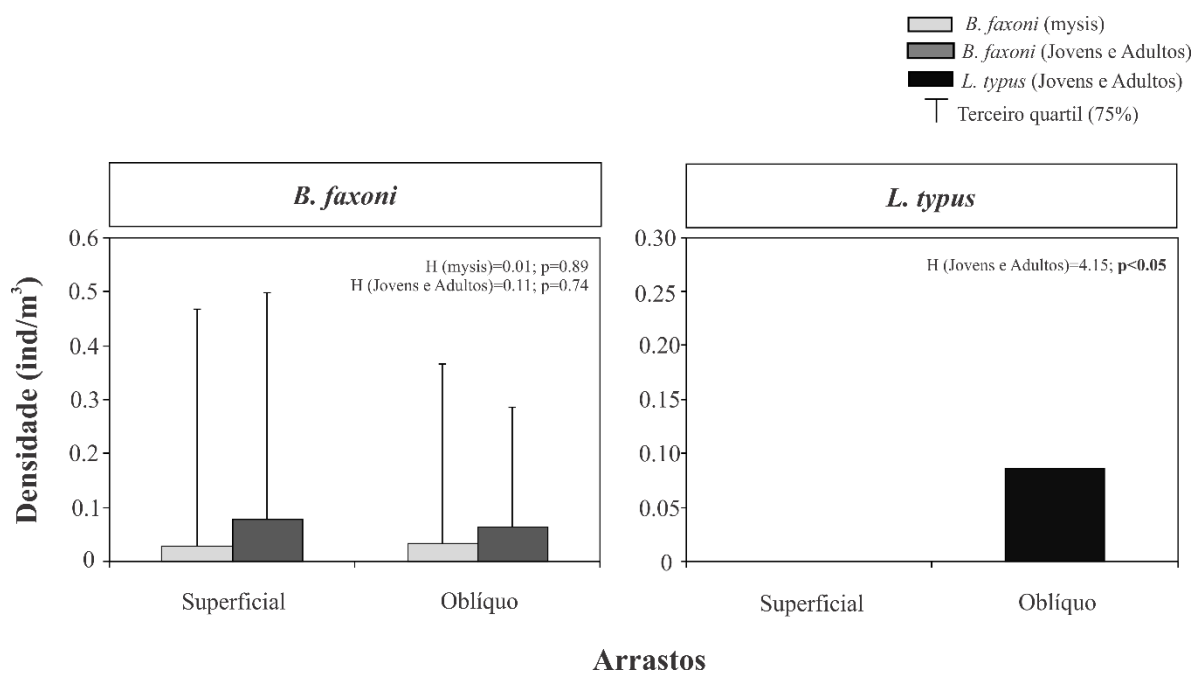 B. faxoni (mysis)
B. faxoni (Jovens e Adultos)
L. typus (Jovens e Adultos)
Terceiro quartil (75%)
B. faxoni
L. typus
Densidade (ind/m³)
0.6
0.5
0.4
0.3
0.2
0.1
0
H (mysis)=0.01; p=0.89
H (Jovens e Adultos)=0.11; p=0.74
Superficial
Oblíquo
0.30
0.25
0.20
0.15
0.10
0.05
0
H (Jovens e Adultos)=4.15; p<0.05
Superficial
Oblíquo
Arrastos